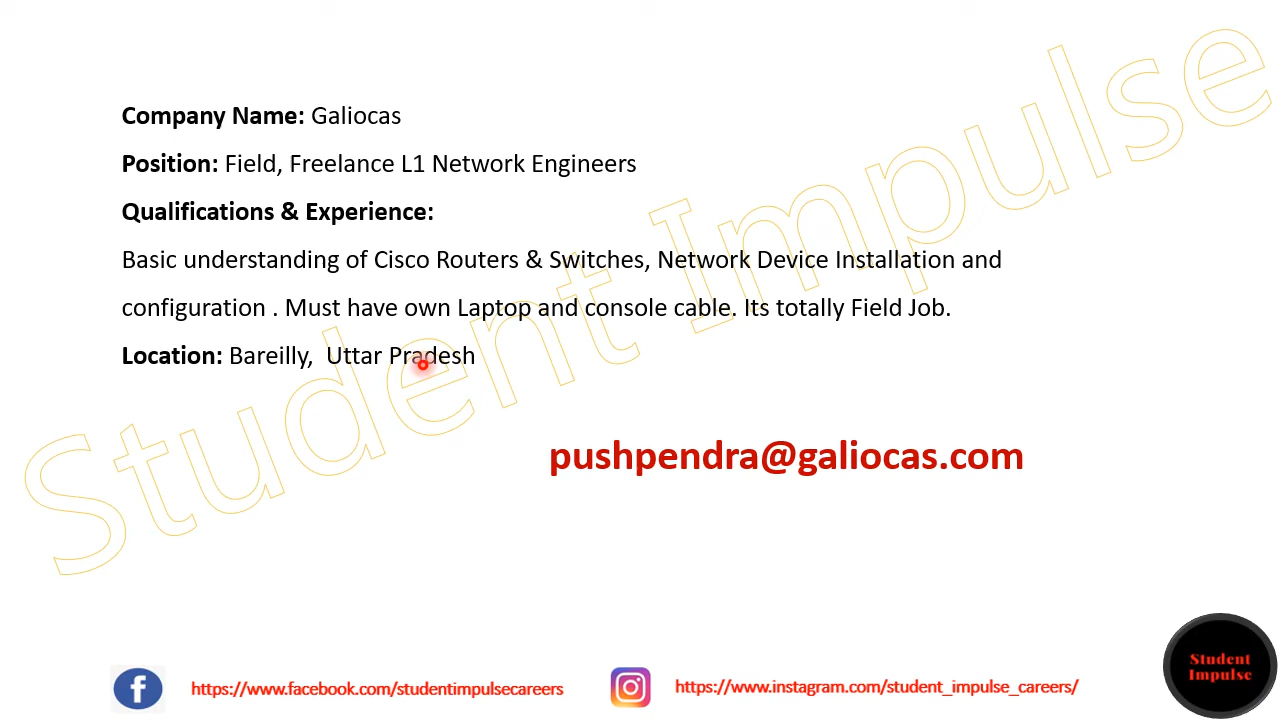 Company Name: Galiocas
Position: Field, Freelance L1 Network Engineers
Qualifications & Experience:
Basic understanding of Cisco Routers & Switches, Network Device Installation and
configuration . Must have own Laptop and console cable. Its totally Field Job.
Location: Bareilly,  Uttar Pradesh
Student Impulse
pushpendra@galiocas.com
https://www.facebook.com/studentimpulsecareers
https://www.instagram.com/student_impulse_careers/
Student
Impulse